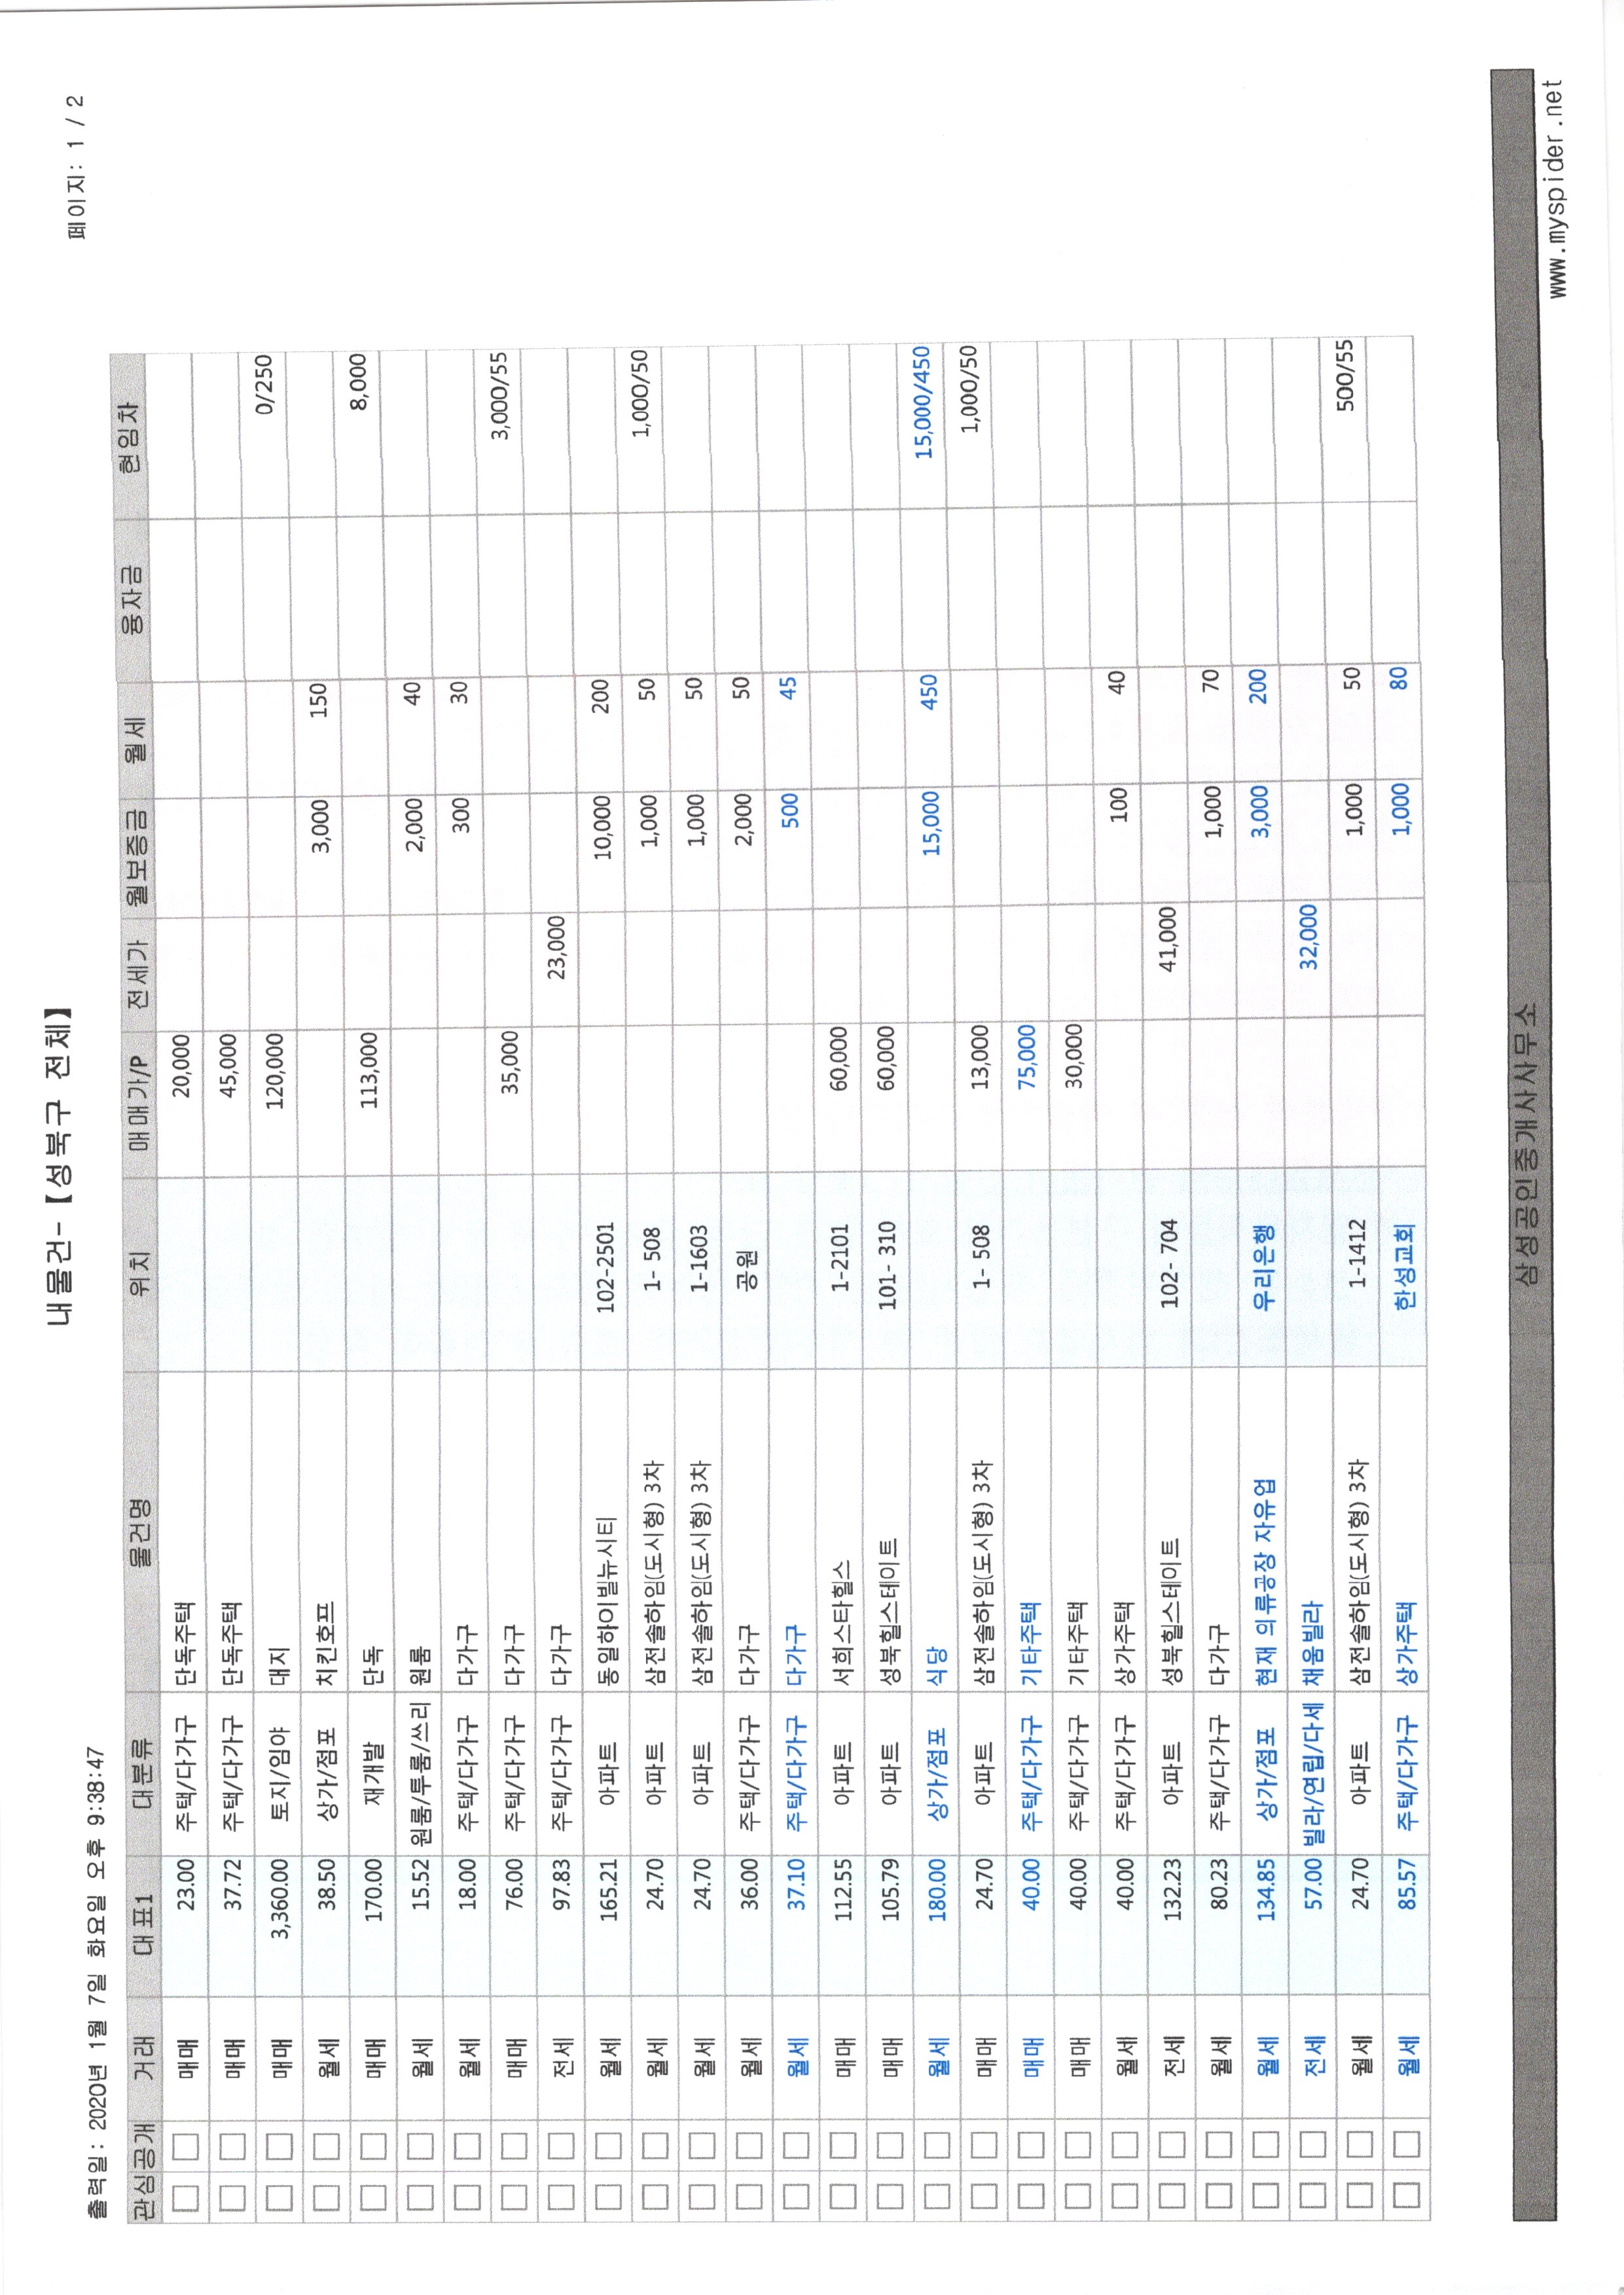 내물건-【성북구 전체】
출력일: 2020년 1월 7일 화요일 오후 9:38:47
페이지: 1 / 2
관심 공개 거래 대표1 대분류 물건명 위치 매매가/P 전세가 월보증금 월세 융자금 현임차
매매 23.00 주택/다가구 단독주택 20,000
매매 37.72 주택/다가구 단독주택 45,000
매매 3,360.00 토지/임야 대지 120,000 0/250
월세 38.50 상가/점포 치킨호프 3,000 150
매매 170.00 재개발 단독 113,000 8,000
월세 15.52 원룸/투룸/쓰리 원룸 2,000 40
월세 18.00 주택/다가구 다가구 300 30
매매 76.00 주택/다가구 다가구 35,000 3,000/55
전세 97.83 주택/다가구 다가구 23,000
월세 165.21 아파트 동일하이빌뉴시티 102-2501 10,000 200
월세 24.70 아파트 삼전솔하임(도시형) 3차 1- 508 1,000 50 1,000/50
월세 24.70 아파트 삼전솔하임(도시형) 3차 1-1603 1,000 50
월세 36.00 주택/다가구 다가구 공원 2,000 50
월세 37.10 주택/다가구 다가구 500 45
매매 112.55 아파트 서희스타힐스 1-2101 60,000
매매 105.79 아파트 성북힐스테이트 101- 310 60,000
월세 180.00 상가/점포 식당 15,000 450 15,000/450
매매 24.70 아파트 삼전솔하임(도시형) 3차 1- 508 13,000 1,000/50
매매 40.00 주택/다가구 기타주택 75,000
매매 40.00 주택/다가구 기타주택 30,000
월세 40.00 주택/다가구 상가주택 100 40
전세 132.23 아파트 성북힐스테이트 102- 704 41,000
월세 80.23 주택/다가구 다가구 1,000 70
월세 134.85 상가/점포 현재 의류공장 자유업 우리은행 3,000 200
전세 57.00 빌라/연립/다세 채움빌라 32,000
월세 24.70 아파트 삼전솔하임(도시형) 3차 1-1412 1,000 50 500/55
월세 85.57 주택/다가구 상가주택 한성교회 1,000 80
삼성공인중개사사무소
www.myspider.net